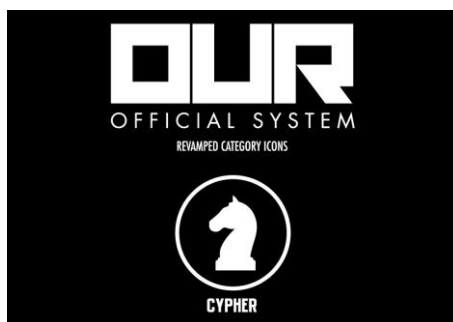 OUR
OFFICIAL SYSTEM
REVAMPED CATEGORY ICONS
CYPHER